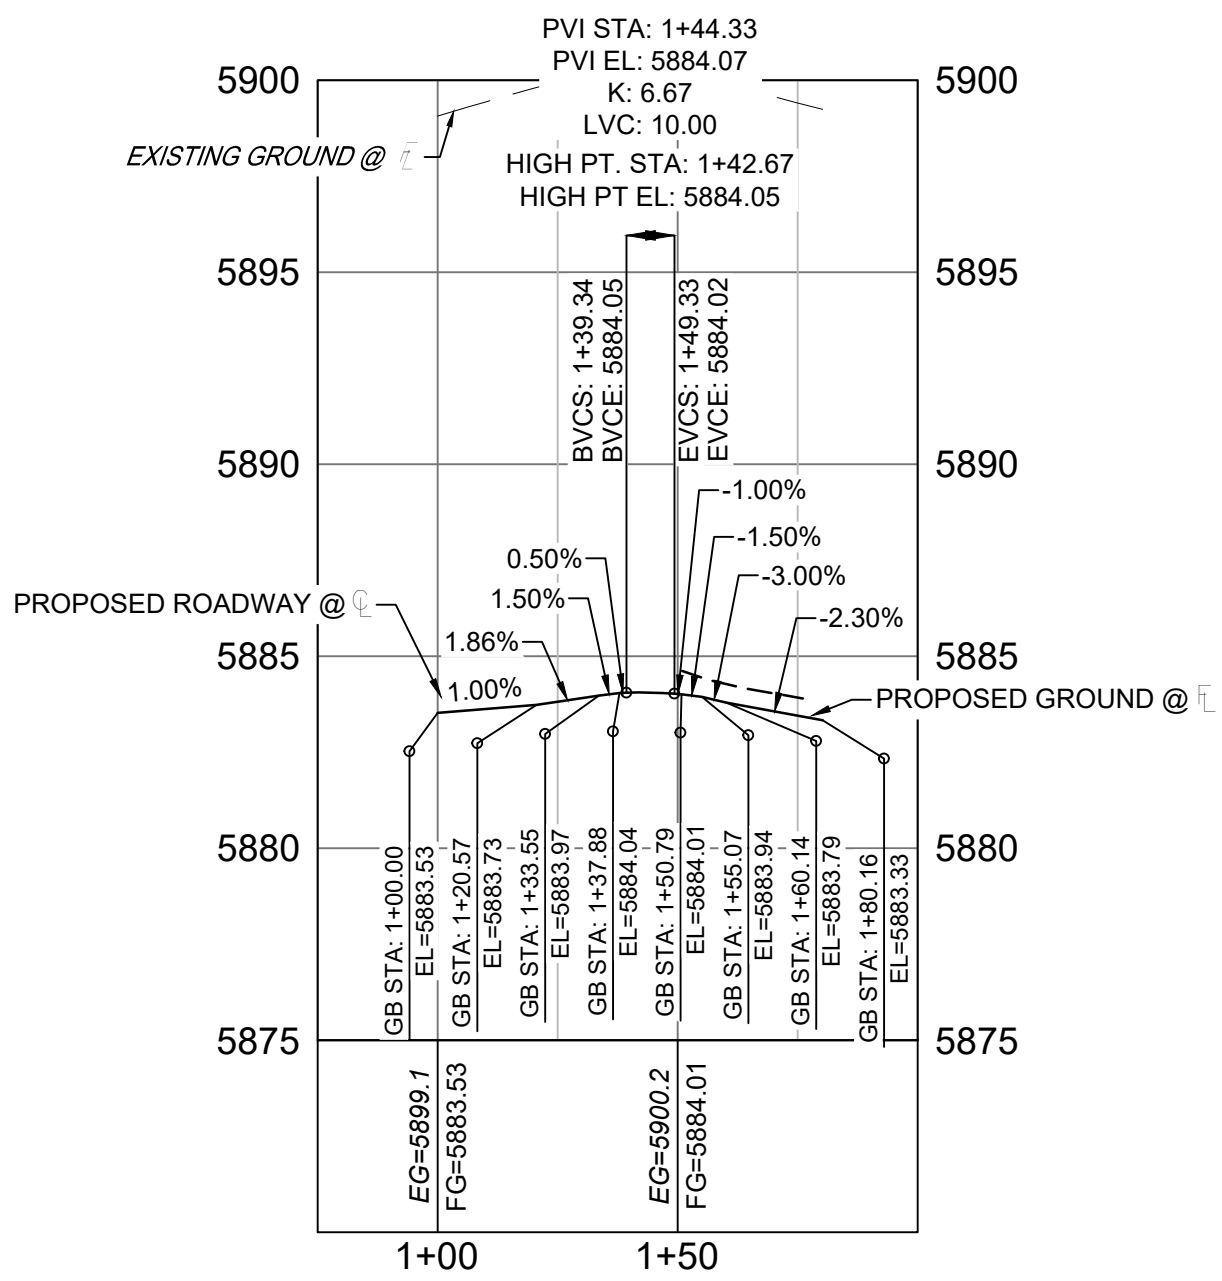 PVI STA: 1+44.33
PVI EL: 5884.07
K: 6.67
LVC: 10.00
HIGH PT. STA: 1+42.67
HIGH PT EL: 5884.05
5900
5900
EXISTING GROUND @ FL
5895
5895
BVCS: 1+39.34
BVCE: 5884.05
EVCS: 1+49.33
EVCE: 5884.02
5890
5890
-1.00%
-1.50%
0.50%
-3.00%
1.50%
PROPOSED ROADWAY @ CL
-2.30%
1.86%
5885
5885
1.00%
PROPOSED GROUND @ FL
GB STA: 1+00.00
EL=5883.53
GB STA: 1+20.57
EL=5883.73
GB STA: 1+33.55
EL=5883.97
GB STA: 1+37.88
EL=5884.04
GB STA: 1+50.79
EL=5884.01
GB STA: 1+55.07
EL=5883.94
GB STA: 1+60.14
EL=5883.79
GB STA: 1+80.16
EL=5883.33
5880
5880
5875
5875
EG=5899.1
FG=5883.53
EG=5900.2
FG=5884.01
1+00
1+50